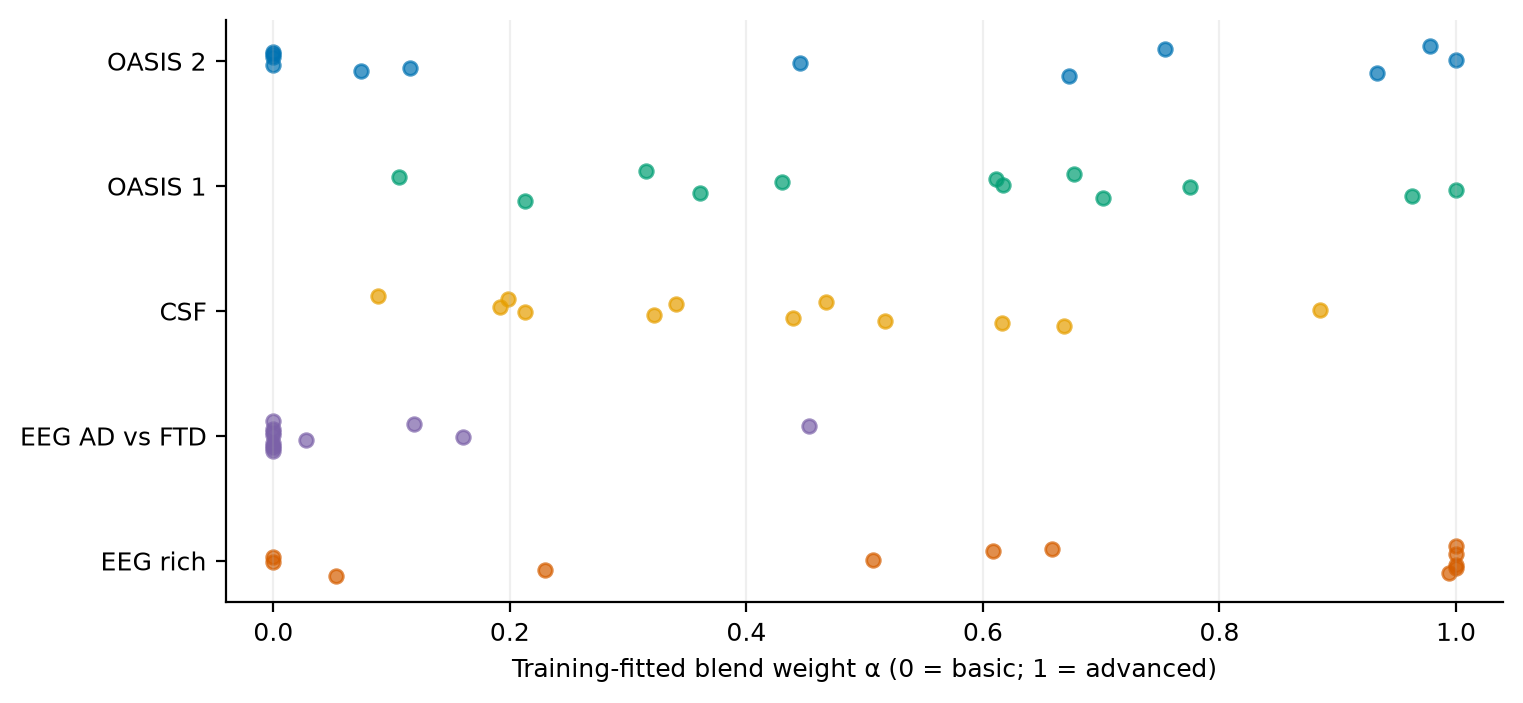 OASIS 2
OASIS 1
CSF
EEG AD vs FTD
EEG rich
0.0 0.2 0.4 0.6 0.8 1.0
Training-fitted blend weight α (0 = basic; 1 = advanced)